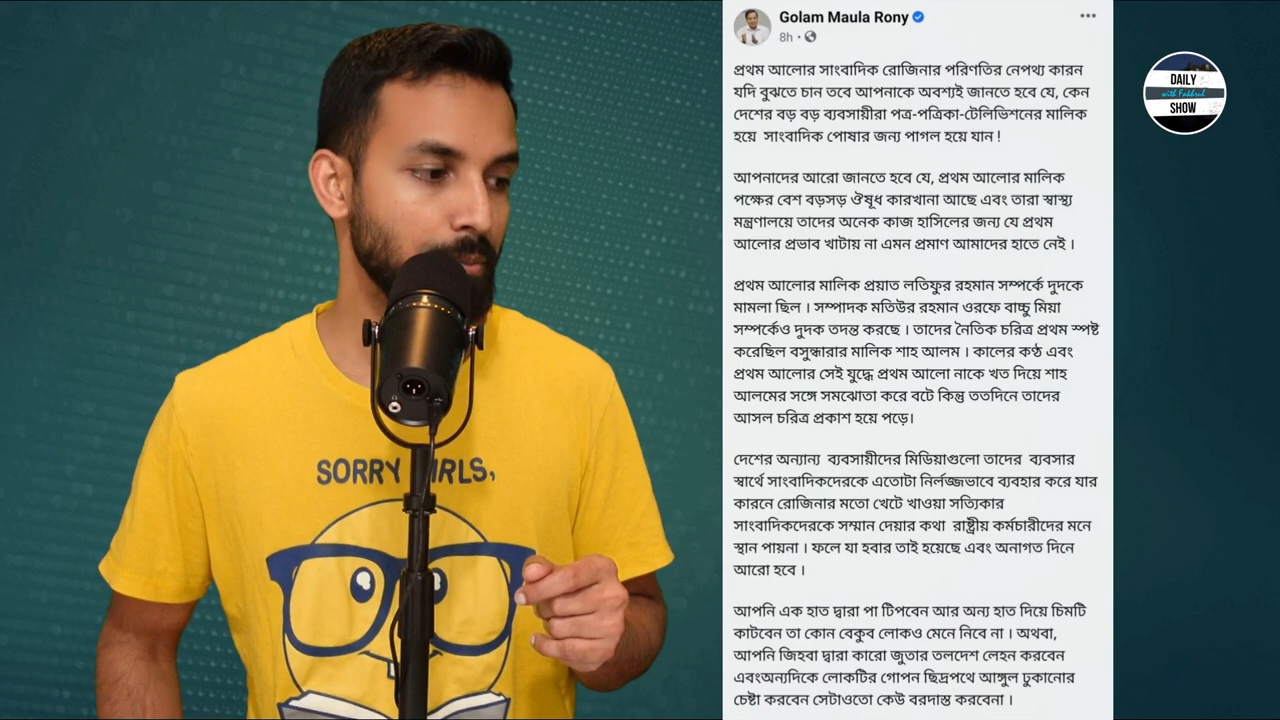 Golam Maula Rony
8h
প্রথম আলোর সাংবাদিক রোজিনার পরিণতির নেপথ্য কারন
যদি বুঝতে চান তবে আপনাকে অবশ্যই জানতে হবে যে, কেন
দেশের বড় বড় ব্যবসায়ীরা পত্র-পত্রিকা-টেলিভিশনের মালিক
হয়ে সাংবাদিক পোষার জন্য পাগল হয়ে যান !
আপনাদের আরো জানতে হবে যে, প্রথম আলোর মালিক
পক্ষের বেশ বড়সড় ঔষূধ কারখানা আছে এবং তারা স্বাস্থ্য
মন্ত্রণালয়ে তাদের অনেক কাজ হাসিলের জন্য যে প্রথম
আলোর প্রভাব খাটায় না এমন প্রমাণ আমাদের হাতে নেই ।
প্রথম আলোর মালিক প্রয়াত লতিফুর রহমান সম্পর্কে দুদকে
মামলা ছিল । সম্পাদক মতিউর রহমান ওরফে বাচ্চু মিয়া
সম্পর্কেও দুদক তদন্ত করছে । তাদের নৈতিক চরিত্র প্রথম স্পষ্ট
করেছিল বসুন্ধারার মালিক শাহ আলম । কালের কণ্ঠ এবং
প্রথম আলোর সেই যুদ্ধে প্রথম আলো নাকে খত দিয়ে শাহ
আলমের সঙ্গে সমঝোতা করে বটে কিন্তু ততদিনে তাদের
আসল চরিত্র প্রকাশ হয়ে পড়ে।
দেশের অন্যান্য ব্যবসায়ীদের মিডিয়াগুলো তাদের ব্যবসার
স্বার্থে সাংবাদিকদেরকে এতোটা নির্লজ্জভাবে ব্যবহার করে যার
কারনে রোজিনার মতো খেটে খাওয়া সত্যিকার
সাংবাদিকদেরকে সম্মান দেয়ার কথা রাষ্ট্রীয় কর্মচারীদের মনে
স্থান পায়না । ফলে যা হবার তাই হয়েছে এবং অনাগত দিনে
আরো হবে ।
আপনি এক হাত দ্বারা পা টিপবেন আর অন্য হাত দিয়ে চিমটি
কাটবেন তা কোন বেকুব লোকও মেনে নিবে না । অথবা,
আপনি জিহবা দ্বারা কারো জুতার তলদেশ লেহন করবেন
এবংঅন্যদিকে লোকটির গোপন ছিদ্রপথে আঙ্গুল ঢুকানোর
চেষ্টা করবেন সেটাওতো কেউ বরদাস্ত করবেনা ।
DAILY
with Fakhrul
SHOW
SORRY